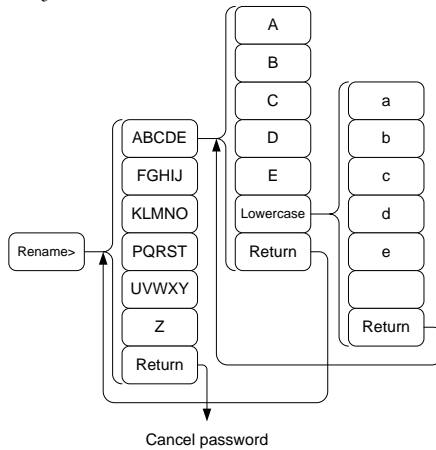 Rename>
ABCDE
FGHIJ
KLMNO
PQRST
UVWXY
Z
Return
A
B
C
D
E
Lowercase
Return
a
b
c
d
e
Return
Cancel password